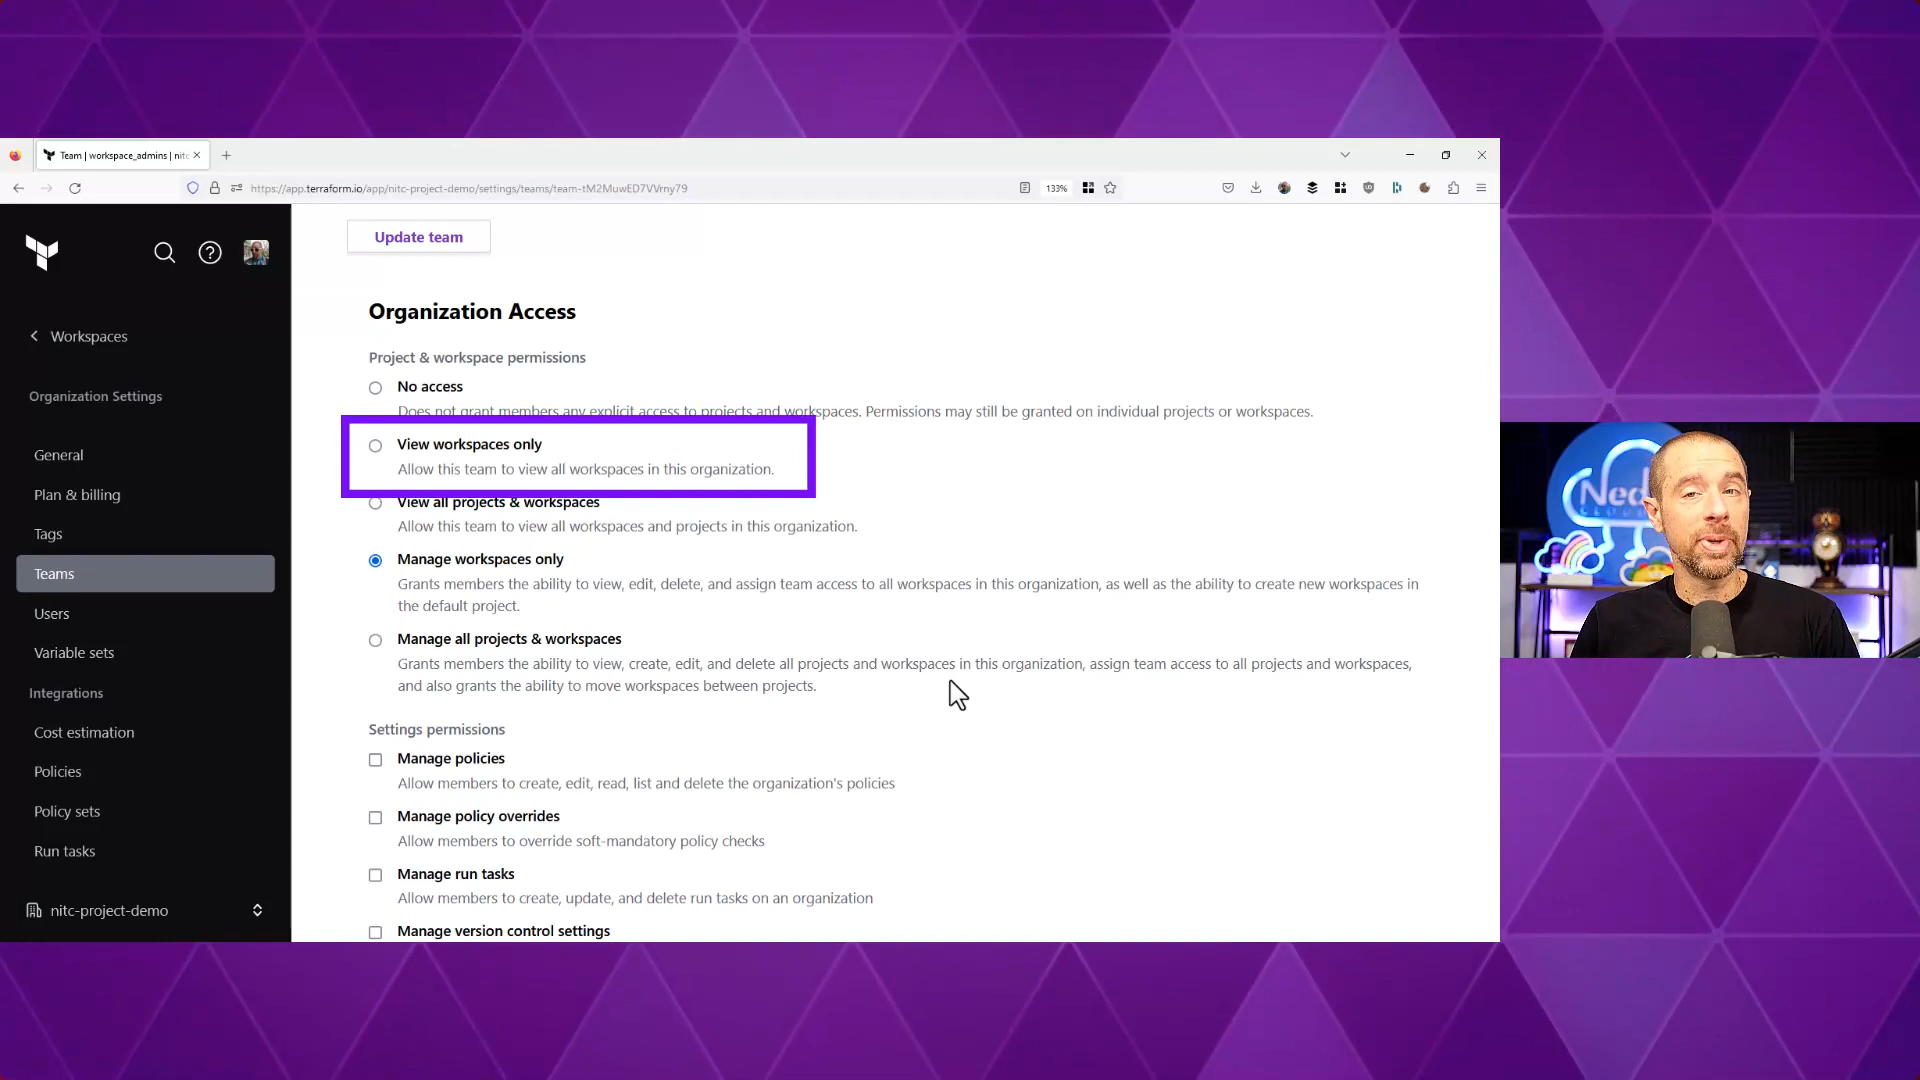 Team | workspace_admins | nitc
https://app.terraform.io/app/nitc-project-demo/settings/teams/team-tM2MuwED7VVrny79
133%
Update team
Organization Access
Project & workspace permissions
No access
Does not grant members any explicit access to projects and workspaces. Permissions may still be granted on individual projects or workspaces.
View workspaces only
Allow this team to view all workspaces in this organization.
View all projects & workspaces
Allow this team to view all workspaces and projects in this organization.
Manage workspaces only
Grants members the ability to view, edit, delete, and assign team access to all workspaces in this organization, as well as the ability to create new workspaces in
the default project.
Manage all projects & workspaces
Grants members the ability to view, create, edit, and delete all projects and workspaces in this organization, assign team access to all projects and workspaces,
and also grants the ability to move workspaces between projects.
Settings permissions
Manage policies
Allow members to create, edit, read, list and delete the organization's policies
Manage policy overrides
Allow members to override soft-mandatory policy checks
Manage run tasks
Allow members to create, update, and delete run tasks on an organization
Manage version control settings
Workspaces
Organization Settings
General
Plan & billing
Tags
Teams
Users
Variable sets
Integrations
Cost estimation
Policies
Policy sets
Run tasks
nitc-project-demo
Ned